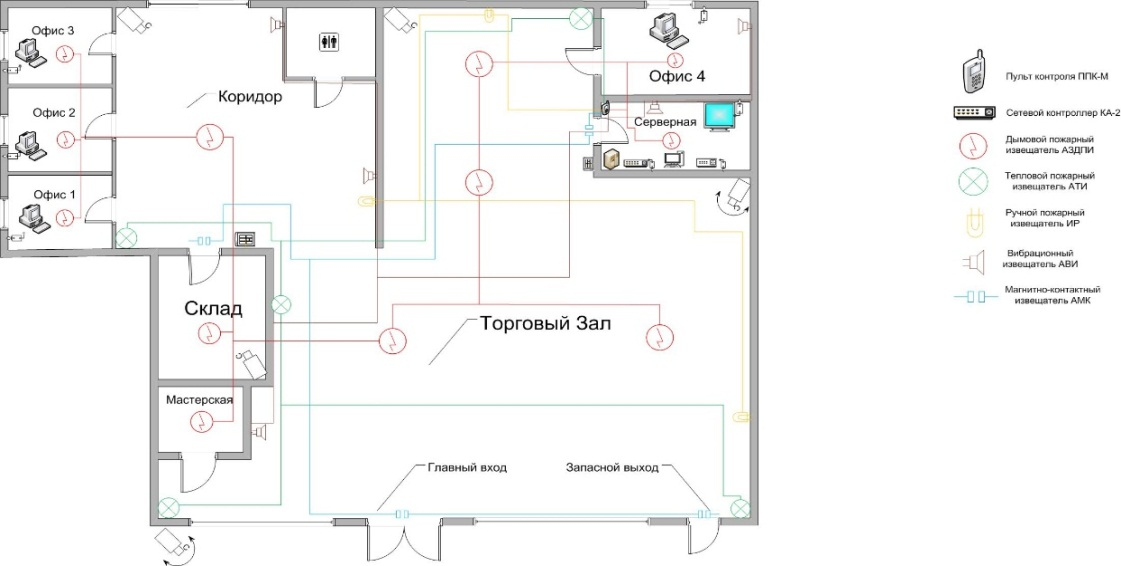 Офис 3
Офис 2
Офис 1
Коридор
Офис 4
Серверная
Склад
Мастерская
Торговый Зал
Главный вход
Запасной выход
Пульт контроля ППК-М
Сетевой контроллер КА-2
Дымовой пожарный
извещатель АЗДПИ
Тепловой пожарный
извещатель АТИ
Ручной пожарный
извещатель ИР
Вибрационный
извещатель АВИ
Магнитно-контактный
извещатель АМК